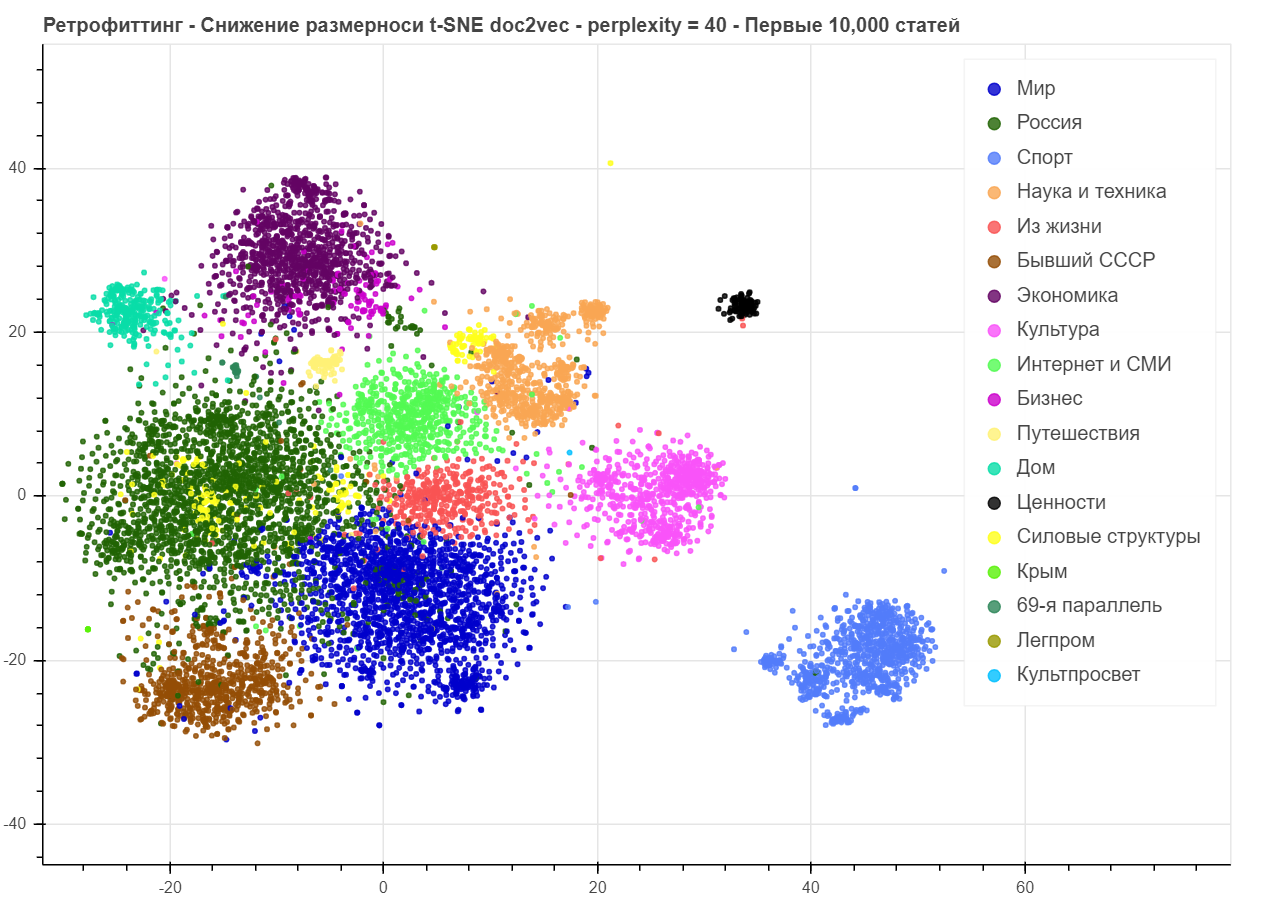 Ретрофиттинг - Снижение размерноси t-SNE doc2vec - perplexity = 40 - Первые 10,000 статей
Мир
Россия
Спорт
Наука и техника
Из жизни
Бывший СССР
Экономика
Культура
Интернет и СМИ
Бизнес
Путешествия
Дом
Ценности
Силовые структуры
Крым
69-я параллель
Легпром
Культпросвет
40
20
0
-20
-40
-20 0 20 40 60